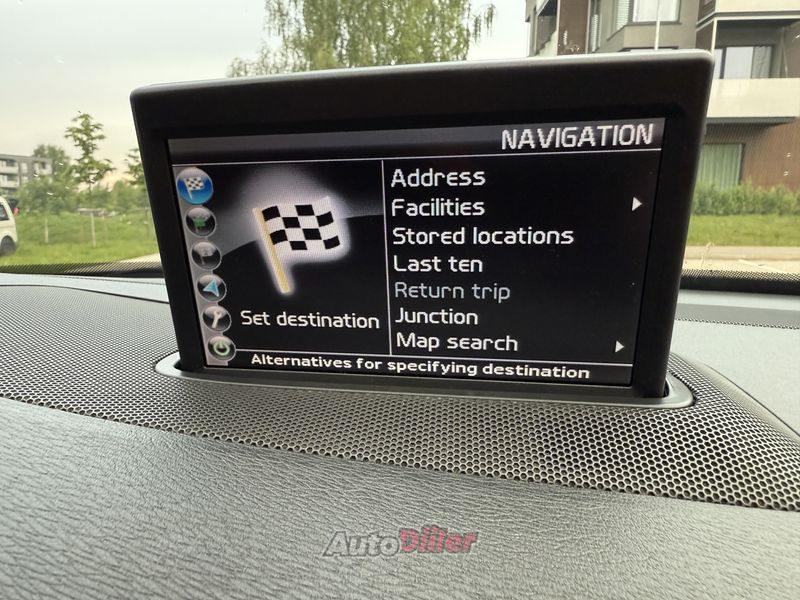 NAVIGATION
Address
Facilities
Stored locations
Last ten
Return trip
Junction
Map search
Set destination
Alternatives for specifying destination
AutoDiiler